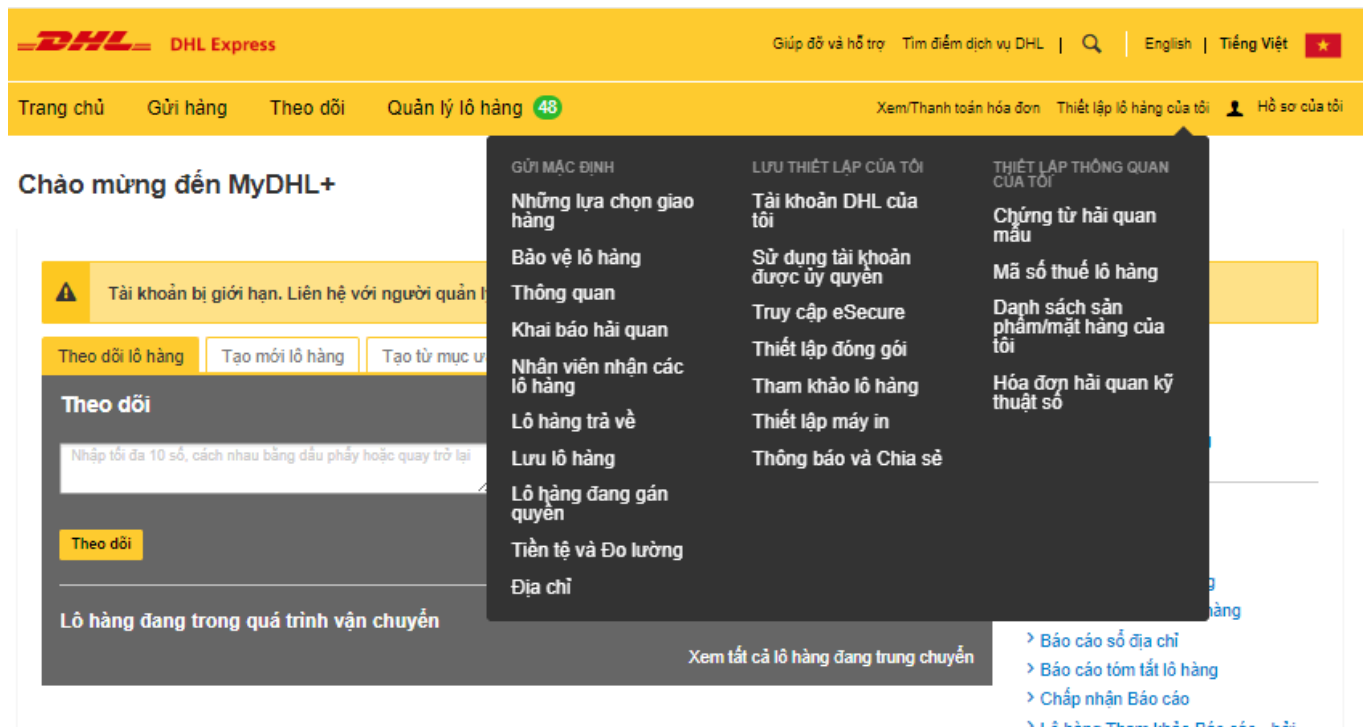 DHL DHL Express
Giúp đỡ và hỗ trợ Tìm điểm dịch vụ DHL | English | Tiếng Việt
Trang chủ Gửi hàng Theo dõi Quản lý lô hàng 48 Xem/Thanh toán hóa đơn Thiết lập lô hàng của tôi Hồ sơ của tôi
Chào mừng đến MyDHL+
Tài khoản bị giới hạn. Liên hệ với người quản
Theo dõi lô hàng Tạo mới lô hàng Tạo từ mục
Theo dõi
Nhập tối đa 10 số, cách nhau bằng dấu phẩy hoặc quay trở lại
Theo dõi
Lô hàng đang trong quá trình vận chuyển
Xem tất cả lô hàng đang trung chuyển
GỬI MẶC ĐỊNH
Những lựa chọn giao
hàng
Bảo vệ lô hàng
Thông quan
Khai báo hải quan
Nhân viên nhận các
lô hàng
Lô hàng trả về
Lưu lô hàng
Lô hàng đang gán
quyền
Tiền tệ và Đo lường
Địa chỉ
LƯU THIẾT LẬP CỦA TÔI
Tài khoản DHL của
tôi
Sử dụng tài khoản
được ủy quyền
Truy cập eSecure
Thiết lập đóng gói
Tham khảo lô hàng
Thiết lập máy in
Thông báo và Chia sẻ
THIẾT LẬP THÔNG QUAN
CỦA TÔI
Chứng từ hải quan
mẫu
Mã số thuế lô hàng
Danh sách sản
phẩm/mặt hàng của
tôi
Hóa đơn hải quan kỹ
thuật số
hàng
Báo cáo sổ địa chỉ
Báo cáo tóm tắt lô hàng
Chấp nhận Báo cáo